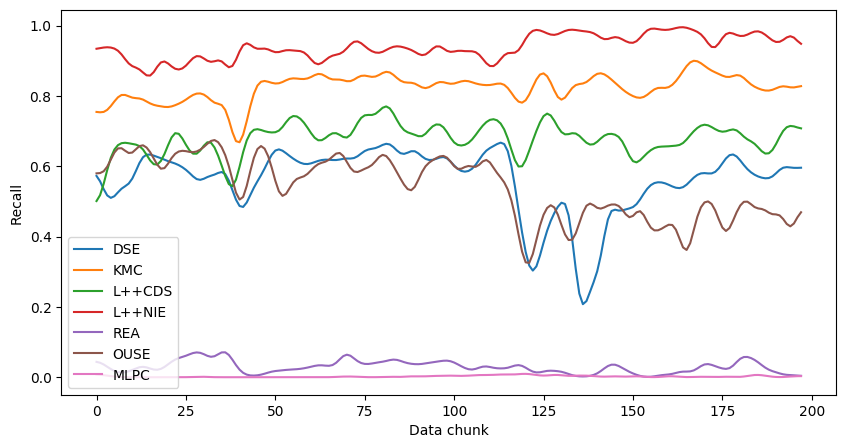 1.0
0.8
0.6
0.4
0.2
0.0
Recall
DSE
KMC
L++CDS
L++NIE
REA
OUSE
MLPC
0 25 50 75 100 125 150 175 200
Data chunk